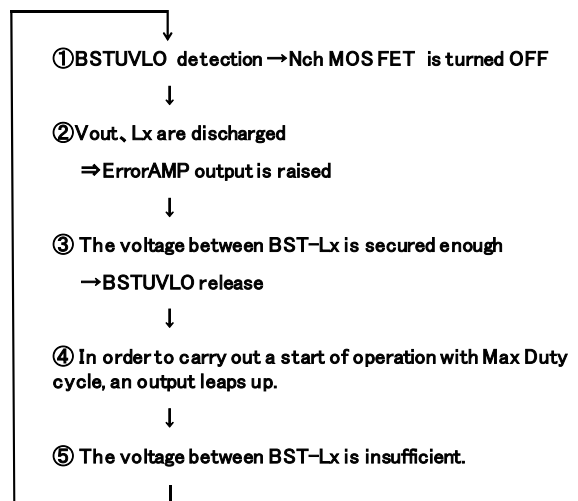 ①BSTUVLO detection→Nch MOSFET is turned OFF
↓
②Vout、Lx are discharged
⇒ErrorAMP output is raised
↓
③ The voltage between BST-Lx is secured enough
→BSTUVLO release
↓
④ In order to carry out a start of operation with Max Duty
cycle, an output leaps up.
↓
⑤ The voltage between BST-Lx is insufficient.